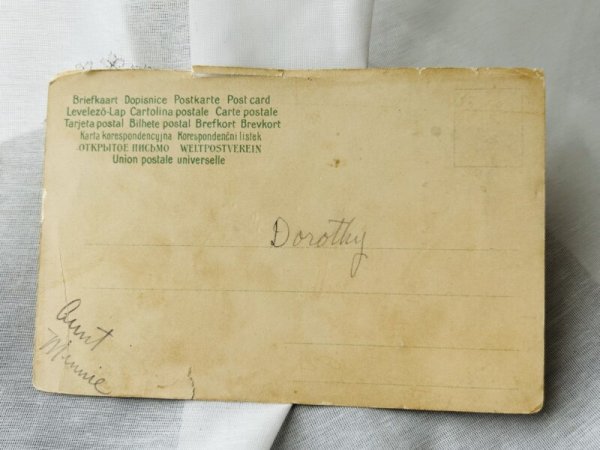 Briefkaart Dopisnice Postkarte Post card
Levelező-Lap Cartolina postale Carte postale
Tarjeta postal Bilhete postal Brefkort Brevkort
Karta korespondencyjna Korespondenční listek
ОТКРЫТОЕ ПИСЬМО WELTPOSTVEREIN
Union postale universelle
Dorothy
Aunt
Minnie